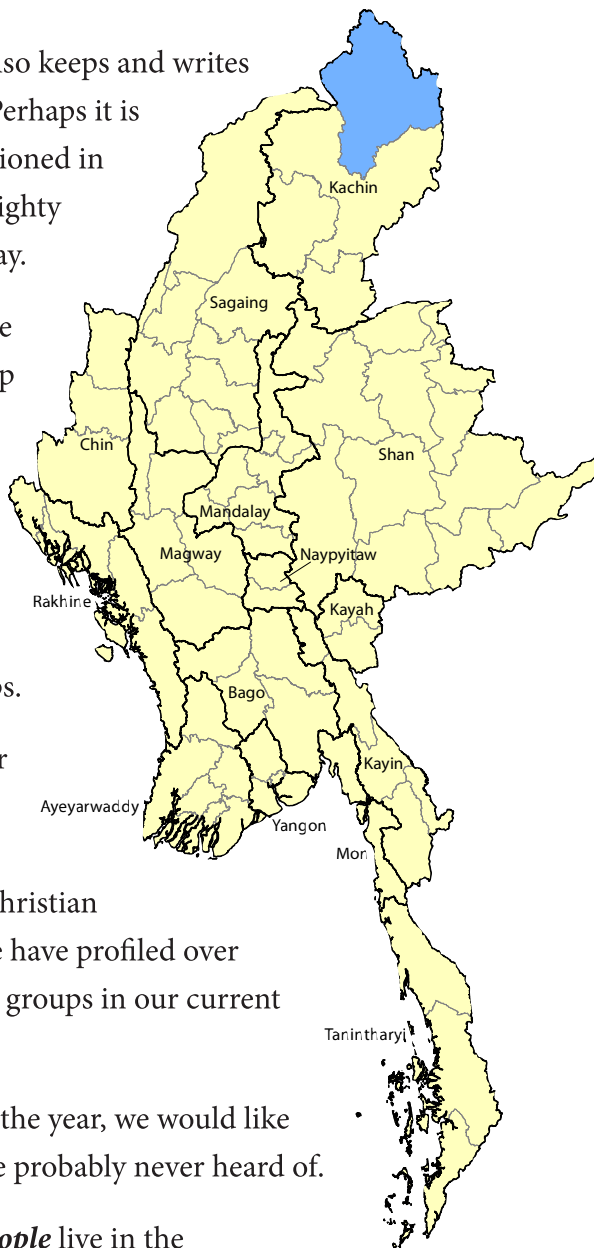 lso keeps and writes
Perhaps it is
ioned in
ighty
ay.
e
p
s.
r
hristian
e have profiled over
groups in our current
the year, we would like
e probably never heard of.
ople live in the
Kachin
Sagaing
Chin
Shan
Mandalay
Magway
Naypyitaw
Rakhine
Kayah
Bago
Kayin
Ayeyarwaddy
Yangon
Mon
Tanintharyi